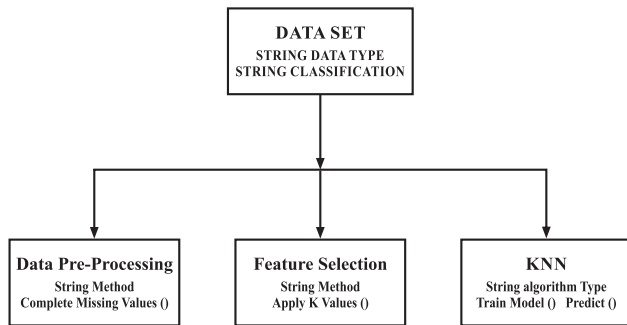 DATA SET
STRING DATA TYPE
STRING CLASSIFICATION
Data Pre-Processing
String Method
Complete Missing Values ()
Feature Selection
String Method
Apply K Values ()
KNN
String algorithm Type
Train Model () Predict ()